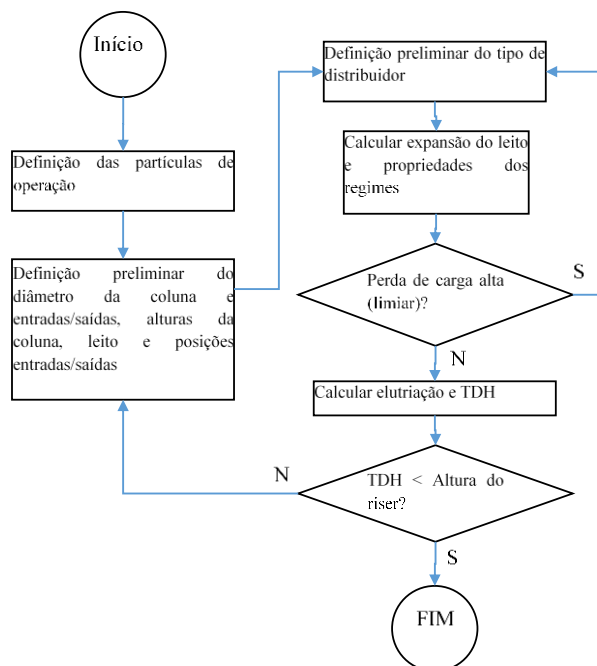 Início
Definição das partículas de
operação
Definição preliminar do
diâmetro da coluna e
entradas/saídas, alturas da
coluna, leito e posições
entradas/saídas
Definição preliminar do tipo de
distribuidor
Calcular expansão do leito
e propriedades dos
regimes
Perda de carga alta
(limiar)?
S
N
Calcular elutriação e TDH
TDH < Altura do
riser?
N
S
FIM